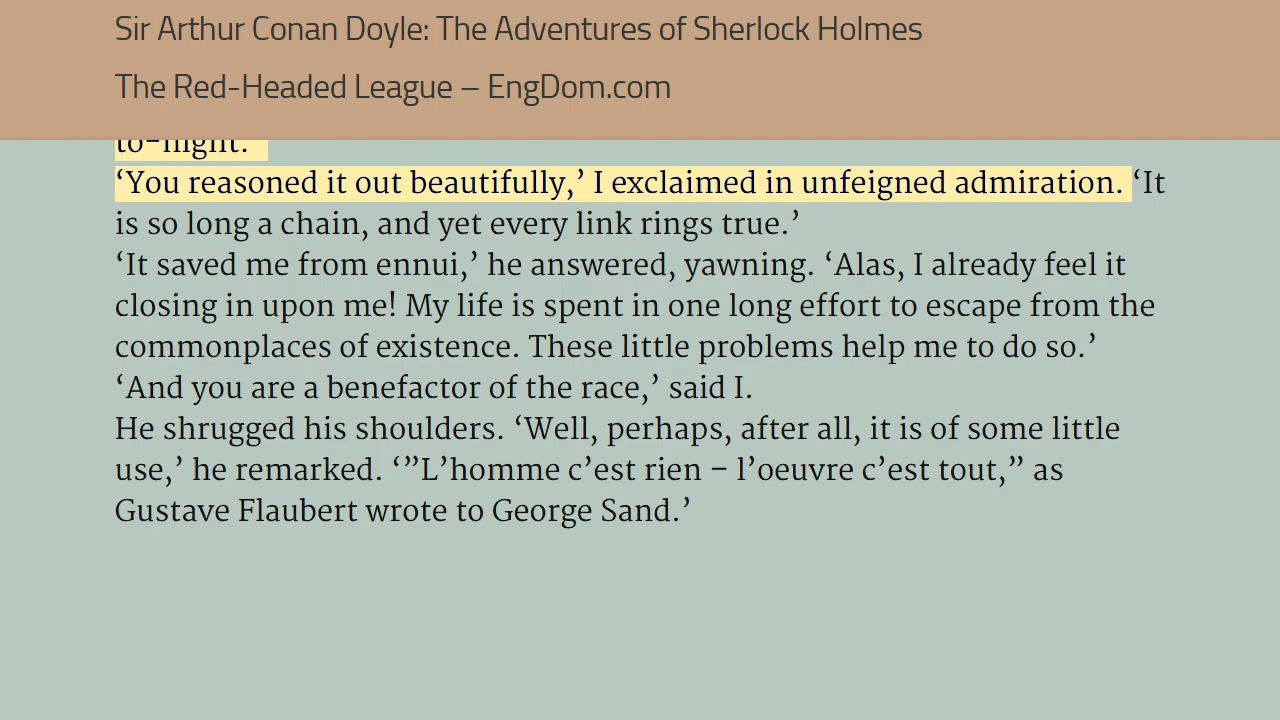 Sir Arthur Conan Doyle: The Adventures of Sherlock Holmes
The Red-Headed League – EngDom.com
to-night.’
‘You reasoned it out beautifully,’ I exclaimed in unfeigned admiration. ‘It
is so long a chain, and yet every link rings true.’
‘It saved me from ennui,’ he answered, yawning. ‘Alas, I already feel it
closing in upon me! My life is spent in one long effort to escape from the
commonplaces of existence. These little problems help me to do so.’
‘And you are a benefactor of the race,’ said I.
He shrugged his shoulders. ‘Well, perhaps, after all, it is of some little
use,’ he remarked. ‘”L’homme c’est rien – l’oeuvre c’est tout,” as
Gustave Flaubert wrote to George Sand.’